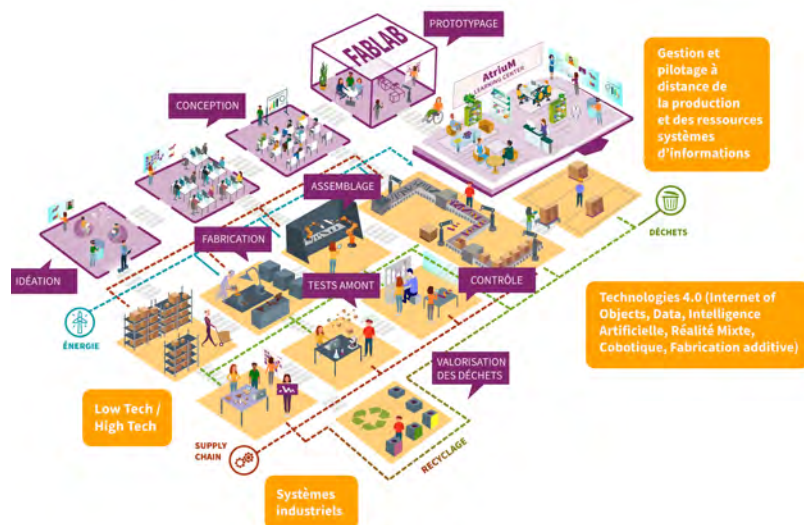 PROTOTYPAGE
FABLAB
AtriuM
LEARNING CENTER
Gestion et
pilotage à
distance de
la production
et des ressources
systèmes
d'informations
CONCEPTION
ASSEMBLAGE
DÉCHETS
FABRICATION
IDÉATION
TESTS AMONT
CONTRÔLE
Technologies 4.0 (Internet of
Objects, Data, Intelligence
Artificielle, Réalité Mixte,
Cobotique, Fabrication additive)
ÉNERGIE
VALORISATION
DES DÉCHETS
Low Tech /
High Tech
SUPPLY
CHAIN
RECYCLAGE
Systèmes
industriels